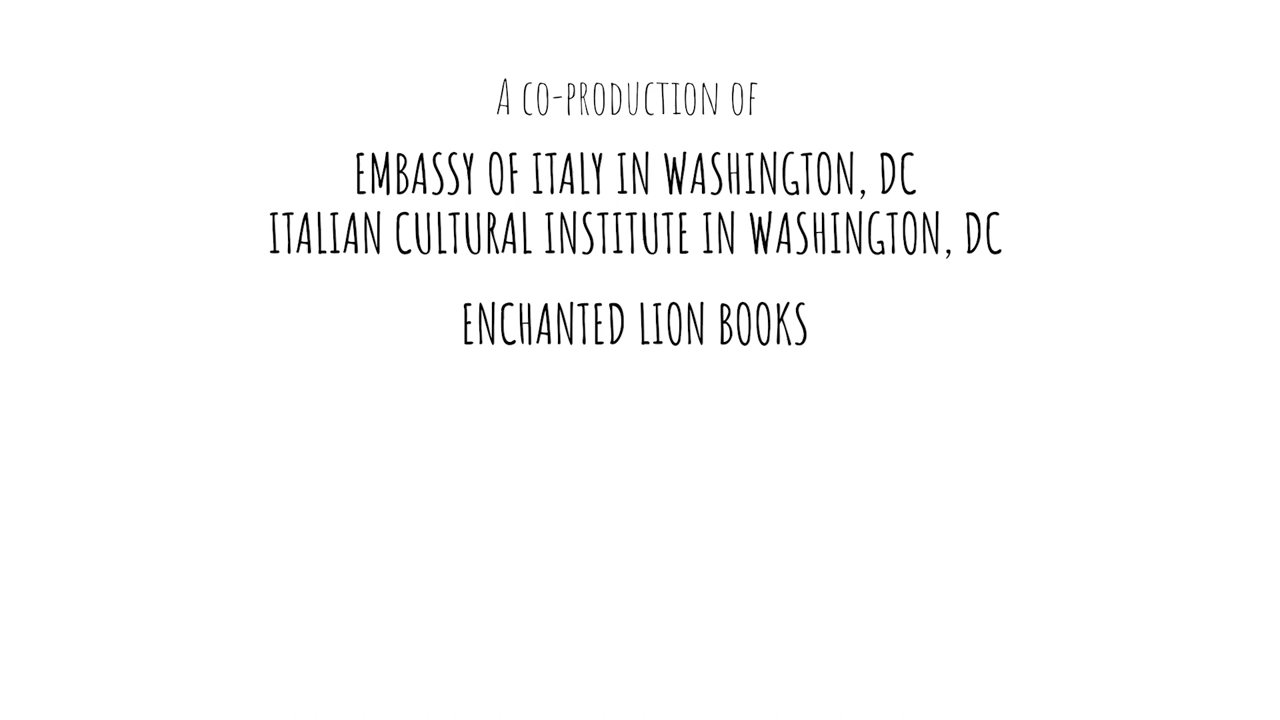 A CO-PRODUCTION OF
EMBASSY OF ITALY IN WASHINGTON, DC
ITALIAN CULTURAL INSTITUTE IN WASHINGTON, DC
ENCHANTED LION BOOKS